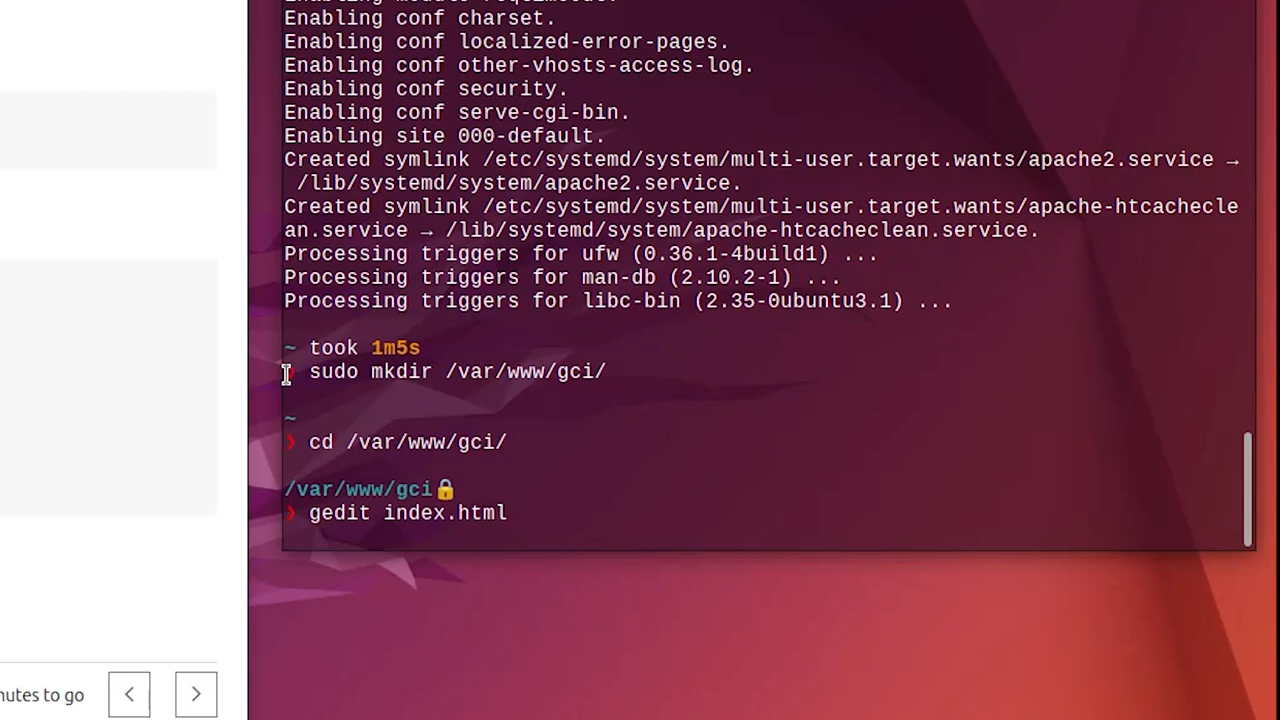 Enabling conf charset.
Enabling conf localized-error-pages.
Enabling conf other-vhosts-access-log.
Enabling conf security.
Enabling conf serve-cgi-bin.
Enabling site 000-default.
Created symlink /etc/systemd/system/multi-user.target.wants/apache2.service →
/lib/systemd/system/apache2.service.
Created symlink /etc/systemd/system/multi-user.target.wants/apache-htcachecle
an.service → /lib/systemd/system/apache-htcacheclean.service.
Processing triggers for ufw (0.36.1-4build1) ...
Processing triggers for man-db (2.10.2-1) ...
Processing triggers for libc-bin (2.35-0ubuntu3.1) ...
~ took 1m5s
sudo mkdir /var/www/gci/
~
❯ cd /var/www/gci/
/var/www/gci🔒
❯ gedit index.html
to go